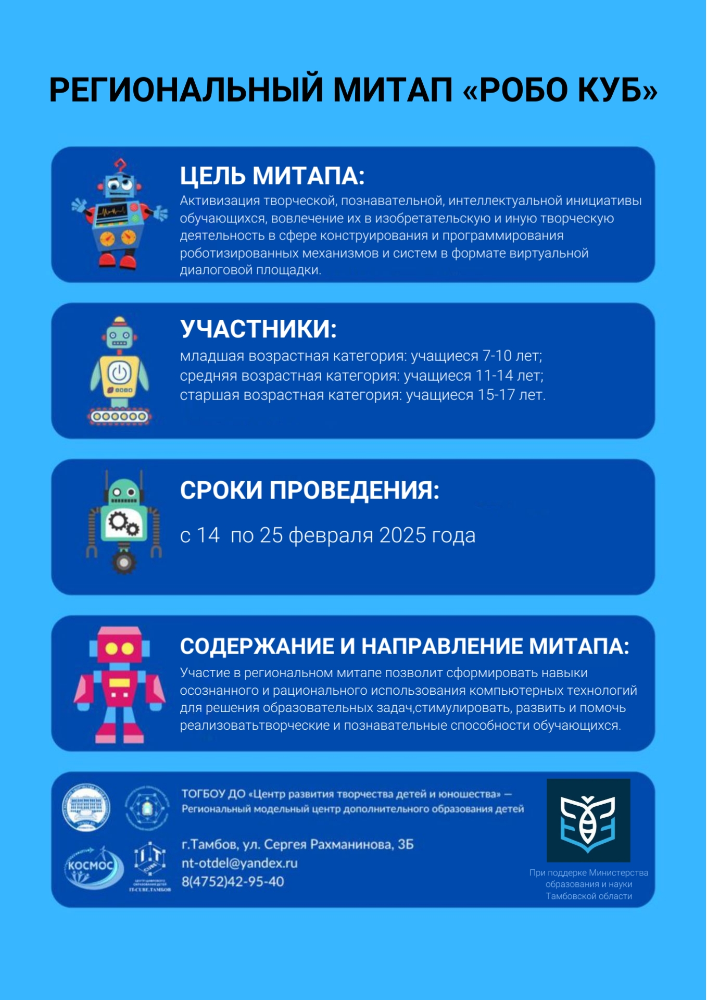 РЕГИОНАЛЬНЫЙ МИТАП «РОБО КУБ»
ЦЕЛЬ МИТАПА:
Активизация творческой, познавательной, интеллектуальной инициативы
обучающихся, вовлечение их в изобретательскую и иную творческую
деятельность в сфере конструирования и программирования
роботизированных механизмов и систем в формате виртуальной
диалоговой площадки.
УЧАСТНИКИ:
младшая возрастная категория: учащиеся 7-10 лет;
средняя возрастная категория: учащиеся 11-14 лет;
старшая возрастная категория: учащиеся 15-17 лет.
СРОКИ ПРОВЕДЕНИЯ:
с 14 по 25 февраля 2025 года
СОДЕРЖАНИЕ И НАПРАВЛЕНИЕ МИТАПА:
Участие в региональном митапе позволит сформировать навыки
осознанного и рационального использования компьютерных технологий
для решения образовательных задач,стимулировать, развить и помочь
реализоватьтворческие и познавательные способности обучающихся.
ТОГБОУ ДО «Центр развития творчества детей и юношества» –
Региональный модельный центр дополнительного образования детей
г.Тамбов, ул. Сергея Рахманинова, 3Б
nt-otdel@yandex.ru
8(4752)42-95-40
КОСМОС
I.T
CUBE
IT-CUBE.ТАМБОВ
При поддержке Министерства
образования и науки
Тамбовской области